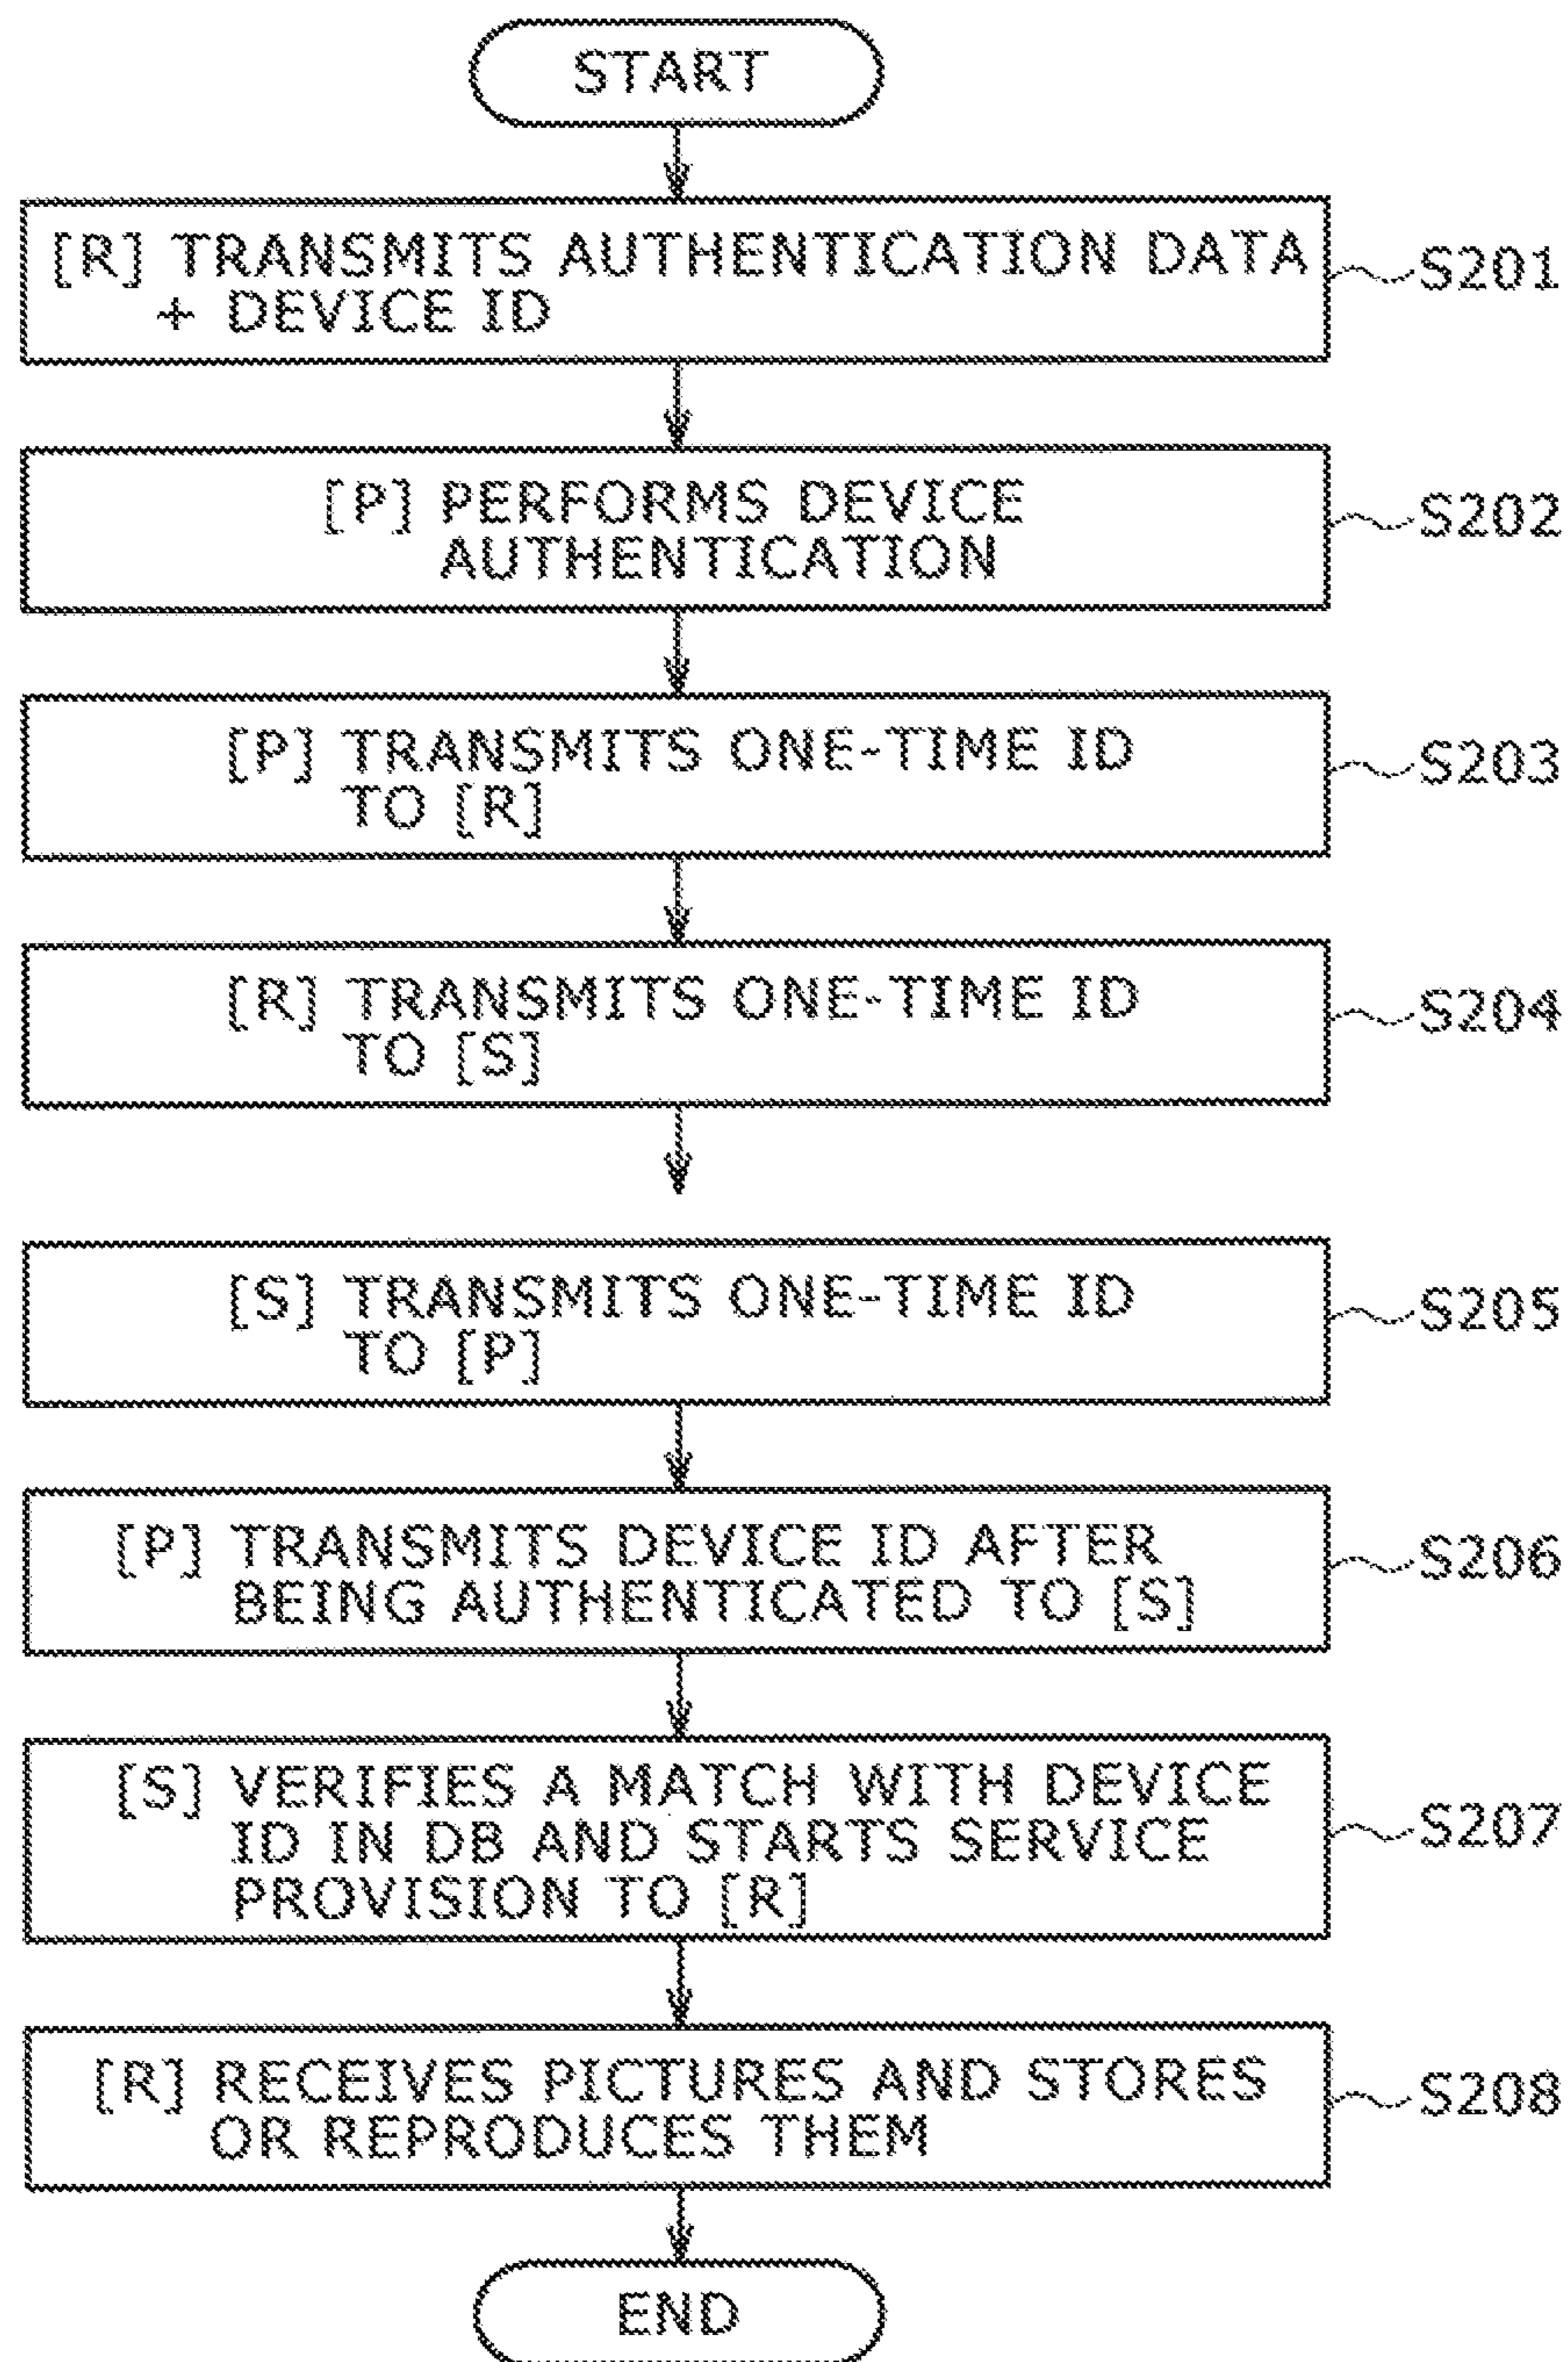 START
[R] TRANSMITS AUTHENTICATION DATA
+ DEVICE ID
S201
[P] PERFORMS DEVICE
AUTHENTICATION
S202
[P] TRANSMITS ONE-TIME ID
TO [R]
S203
[R] TRANSMITS ONE-TIME ID
TO [S]
S204
[S] TRANSMITS ONE-TIME ID
TO [P]
S205
[P] TRANSMITS DEVICE ID AFTER
BEING AUTHENTICATED TO [S]
S206
[S] VERIFIES A MATCH WITH DEVICE
ID IN DB AND STARTS SERVICE
PROVISION TO [R]
S207
[R] RECEIVES PICTURES AND STORES
OR REPRODUCES THEM
S208
END